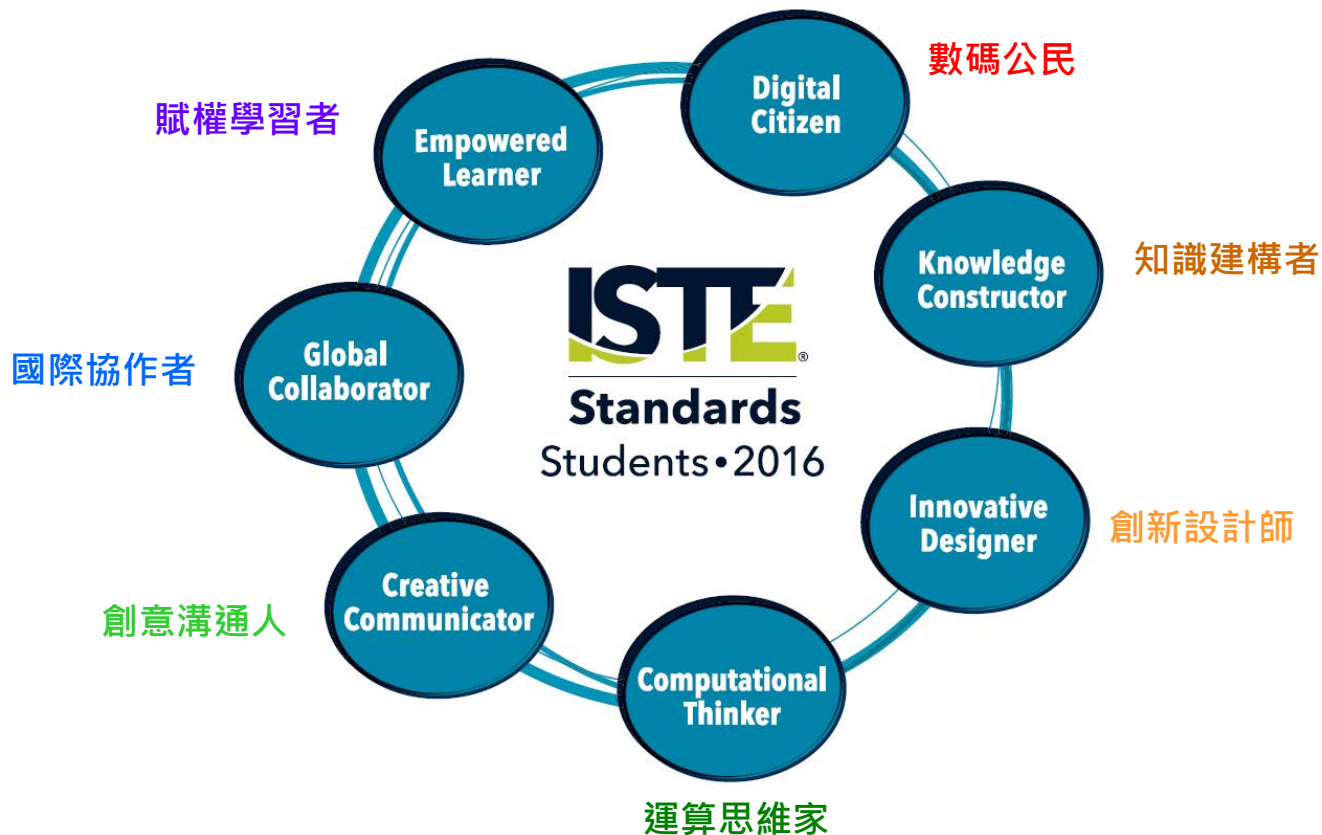 數碼公民
Digital
Citizen
賦權學習者
Empowered
Learner
Knowledge
Constructor
知識建構者
ISTE®
Standards
Students•2016
國際協作者
Global
Collaborator
Innovative
Designer
創新設計師
創意溝通人
Creative
Communicator
Computational
Thinker
運算思維家